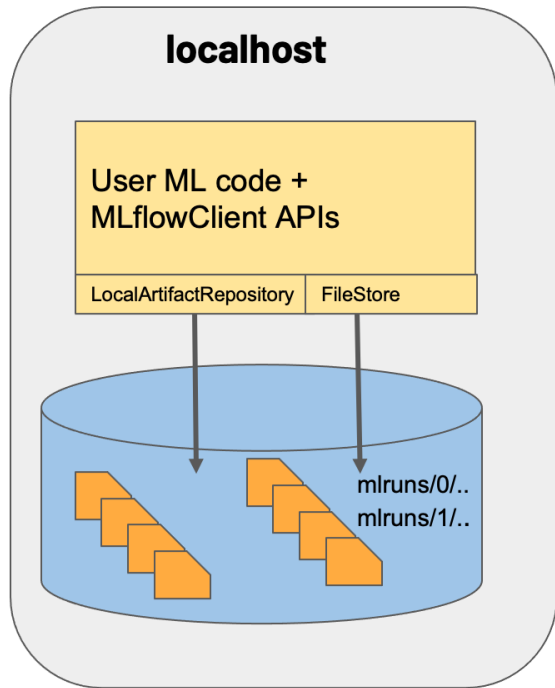 localhost
User ML code +
MLflowClient APIs
LocalArtifactRepository
FileStore
mlruns/0/..
mlruns/1/..